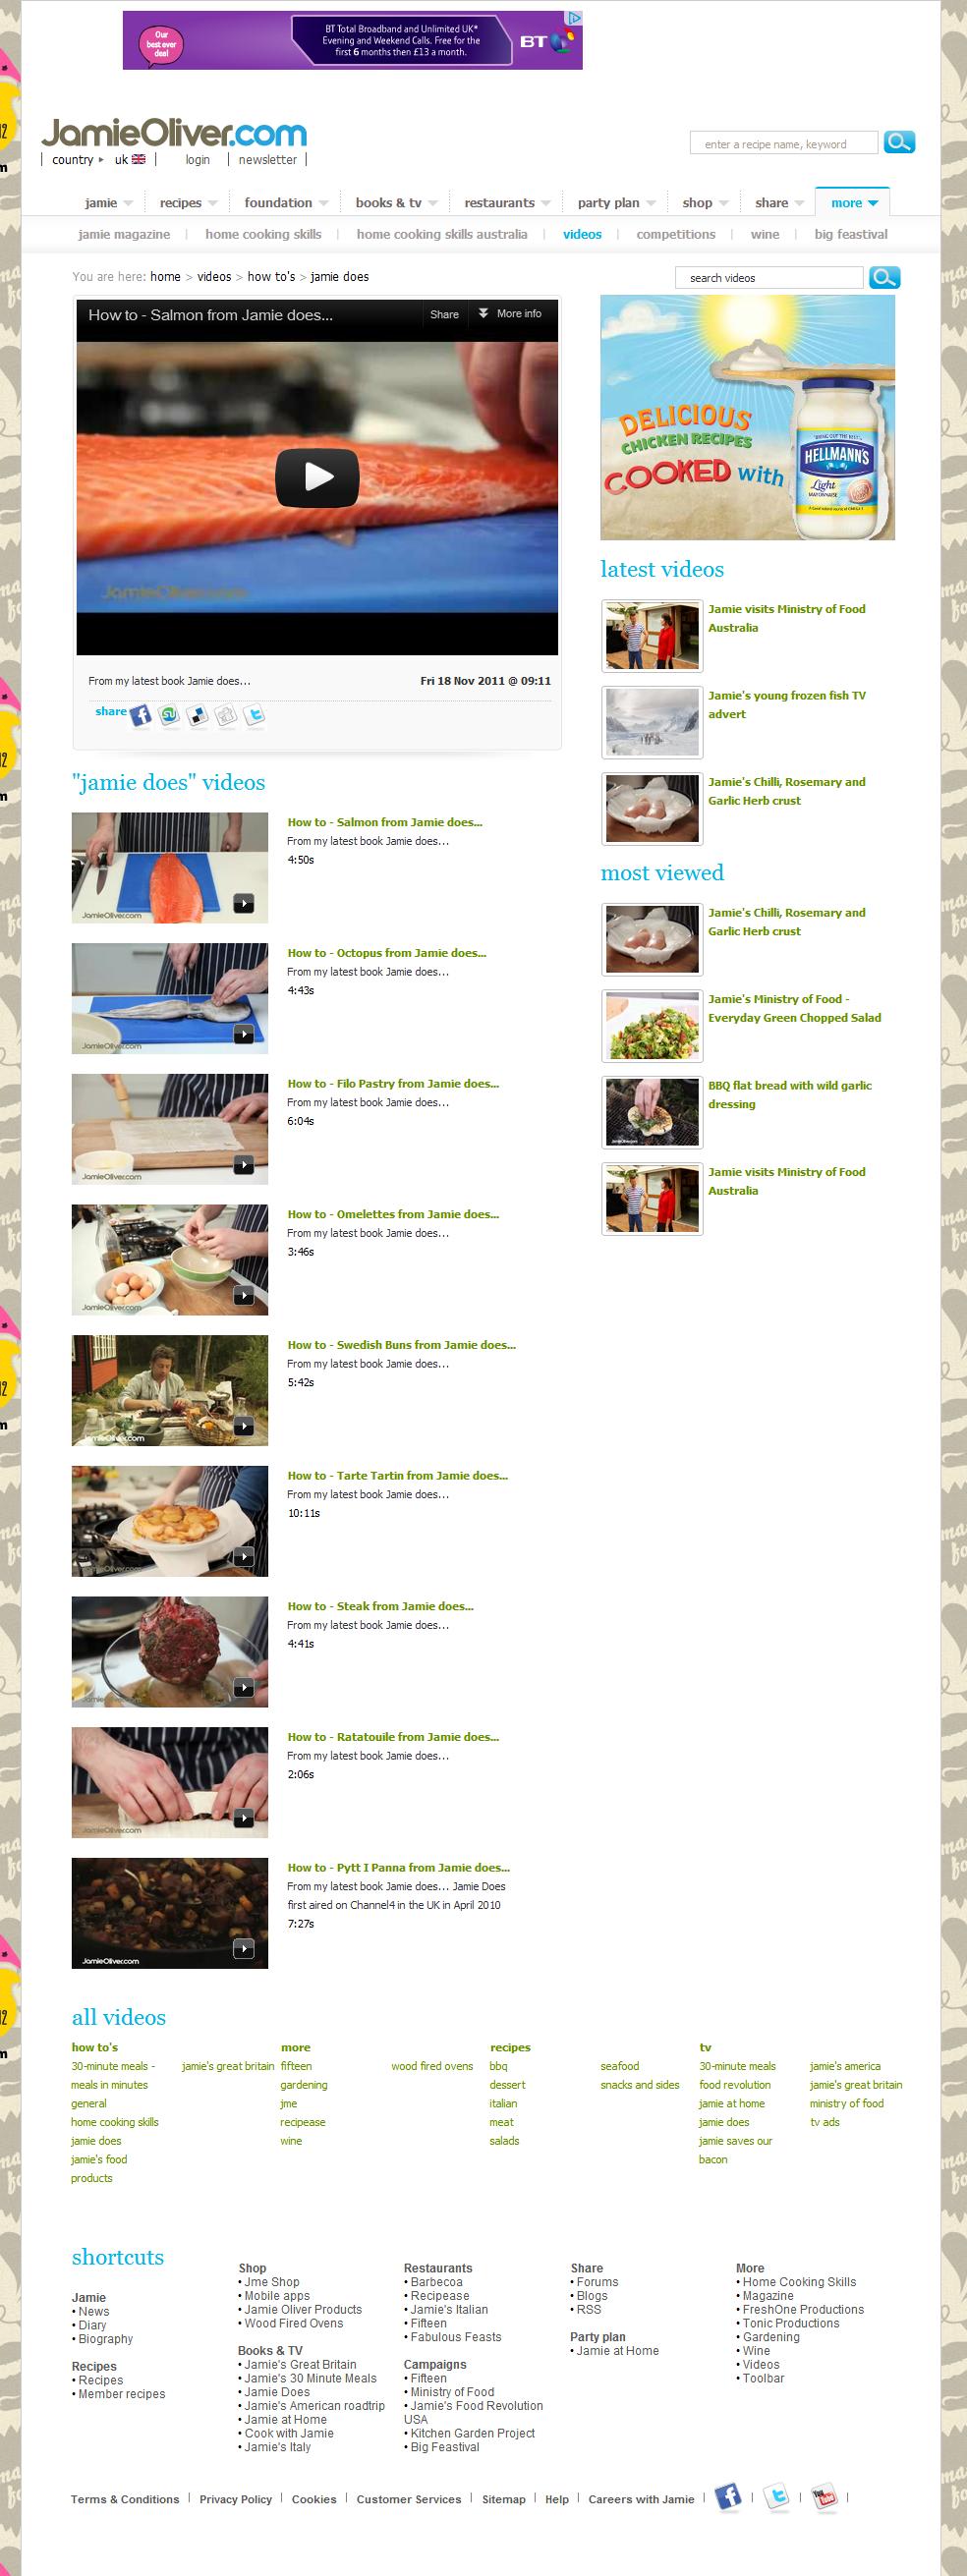 Our
best ever
deal
BT Total Broadband and Unlimited UK*
Evening and Weekend Calls. Free for the
first 6 months then £13 a month.
BT
JamieOliver.com
country uk login newsletter
enter a recipe name, keyword
jamie recipes foundation books & tv restaurants party plan shop share more
jamie magazine home cooking skills home cooking skills australia videos competitions wine big feastival
You are here: home > videos > how to's > jamie does
search videos
How to - Salmon from Jamie does...
Share More info
JamieOliver.com
From my latest book Jamie does...
Fri 18 Nov 2011 @ 09:11
share
"jamie does" videos
How to - Salmon from Jamie does...
From my latest book Jamie does...
4:50s
JamieOliver.com
How to - Octopus from Jamie does...
From my latest book Jamie does...
4:43s
JamieOliver.com
How to - Filo Pastry from Jamie does...
From my latest book Jamie does...
6:04s
JamieOliver.com
How to - Omelettes from Jamie does...
From my latest book Jamie does...
3:46s
JamieOliver.com
How to - Swedish Buns from Jamie does...
From my latest book Jamie does...
5:42s
JamieOliver.com
How to - Tarte Tartin from Jamie does...
From my latest book Jamie does...
10:11s
JamieOliver.com
How to - Steak from Jamie does...
From my latest book Jamie does...
4:41s
JamieOliver.com
How to - Ratatouile from Jamie does...
From my latest book Jamie does...
2:06s
JamieOliver.com
How to - Pytt I Panna from Jamie does...
From my latest book Jamie does... Jamie Does
first aired on Channel4 in the UK in April 2010
7:27s
JamieOliver.com
DELICIOUS
CHICKEN RECIPES
COOKED with
HELLMANN'S
Light
MAYONNAISE
latest videos
Jamie visits Ministry of Food
Australia
Jamie's young frozen fish TV
advert
Jamie's Chilli, Rosemary and
Garlic Herb crust
most viewed
Jamie's Chilli, Rosemary and
Garlic Herb crust
Jamie's Ministry of Food -
Everyday Green Chopped Salad
BBQ flat bread with wild garlic
dressing
Jamie visits Ministry of Food
Australia
all videos
how to's
30-minute meals -
meals in minutes
general
home cooking skills
jamie does
jamie's food
products
jamie's great britain
more
fifteen
gardening
jme
recipease
wine
wood fired ovens
recipes
bbq
dessert
italian
meat
salads
seafood
snacks and sides
tv
30-minute meals
food revolution
jamie at home
jamie does
jamie saves our
bacon
jamie's america
jamie's great britain
ministry of food
tv ads
shortcuts
Jamie
• News
• Diary
• Biography
Recipes
• Recipes
• Member recipes
Shop
• Jme Shop
• Mobile apps
• Jamie Oliver Products
• Wood Fired Ovens
Books & TV
• Jamie's Great Britain
• Jamie's 30 Minute Meals
• Jamie Does
• Jamie's American roadtrip
• Jamie at Home
• Cook with Jamie
• Jamie's Italy
Restaurants
• Barbecoa
• Recipease
• Jamie's Italian
• Fifteen
• Fabulous Feasts
Campaigns
• Fifteen
• Ministry of Food
• Jamie's Food Revolution
USA
• Kitchen Garden Project
• Big Feastival
Share
• Forums
• Blogs
• RSS
Party plan
• Jamie at Home
More
• Home Cooking Skills
• Magazine
• FreshOne Productions
• Tonic Productions
• Gardening
• Wine
• Videos
• Toolbar
Terms & Conditions | Privacy Policy | Cookies | Customer Services | Sitemap | Help | Careers with Jamie